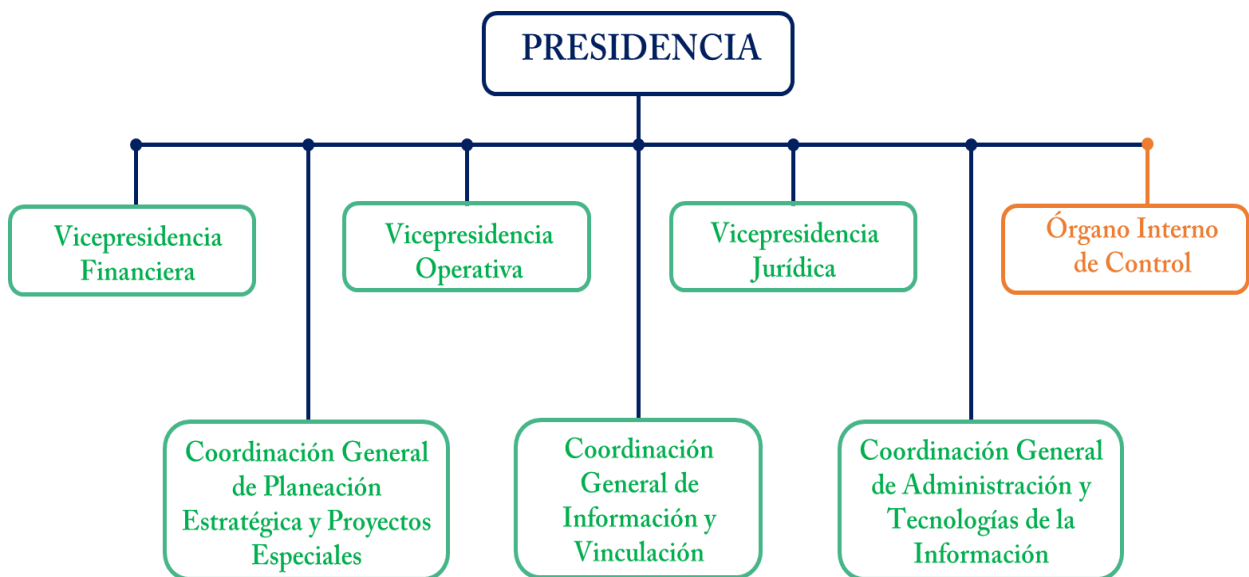 PRESIDENCIA
Vicepresidencia
Financiera
Vicepresidencia
Operativa
Vicepresidencia
Jurídica
Órgano Interno
de Control
Coordinación General
de Planeación
Estratégica y Proyectos
Especiales
Coordinación
General de
Información y
Vinculación
Coordinación General
de Administración y
Tecnologías de la
Información